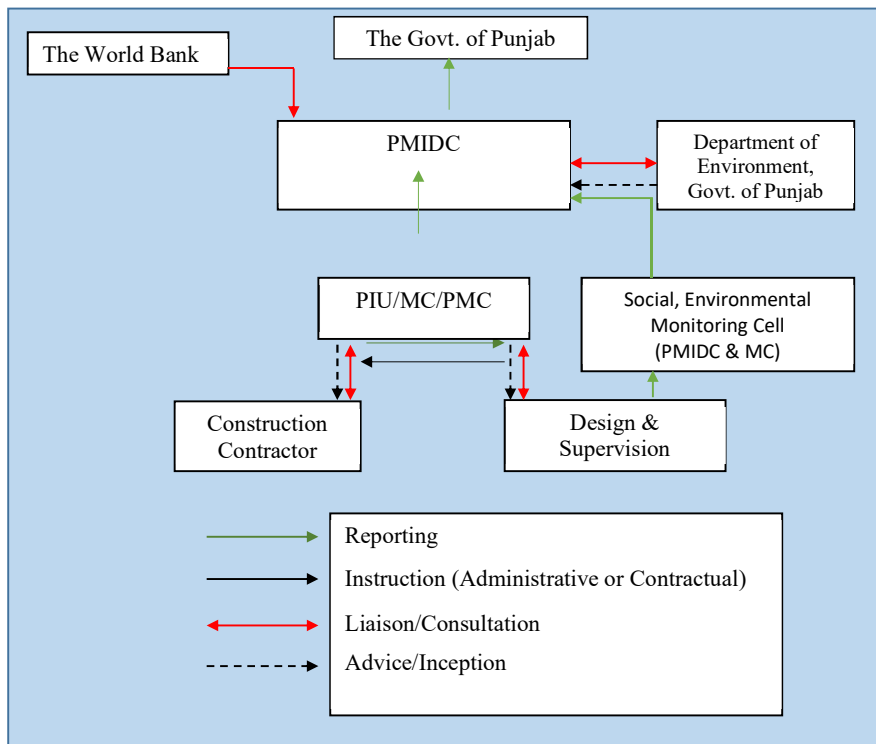 The Govt. of Punjab
The World Bank
PMIDC
Department of
Environment,
Govt. of Punjab
PIU/MC/PMC
Social, Environmental
Monitoring Cell
(PMIDC & MC)
Construction
Contractor
Design &
Supervision
Reporting
Instruction (Administrative or Contractual)
Liaison/Consultation
Advice/Inception